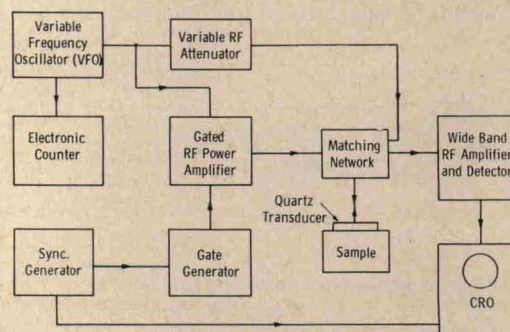 Variable
Frequency
Oscillator (VFO)
Variable RF
Attenuator
Electronic
Counter
Gated
RF Power
Amplifier
Matching
Network
Wide Band
RF Amplifier
and Detector
Quartz
Transducer
Sample
Sync.
Generator
Gate
Generator
CRO